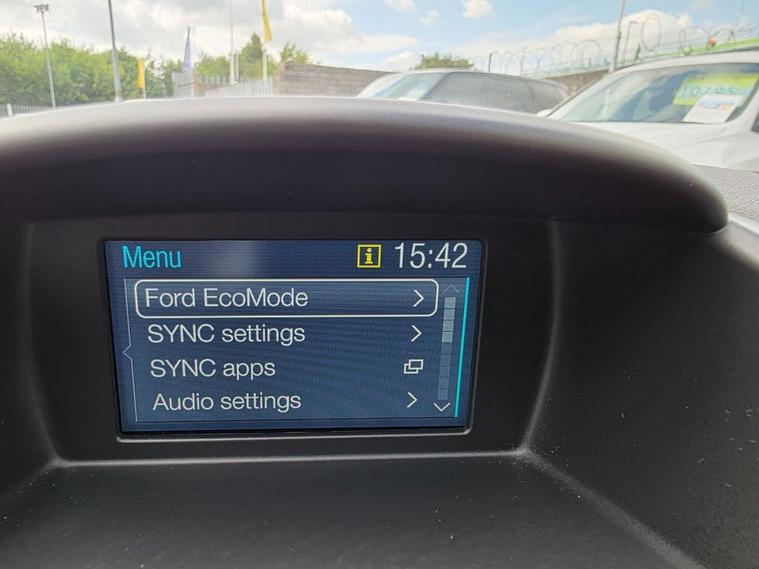 Menu i 15:42
Ford EcoMode
SYNC settings
SYNC apps
Audio settings